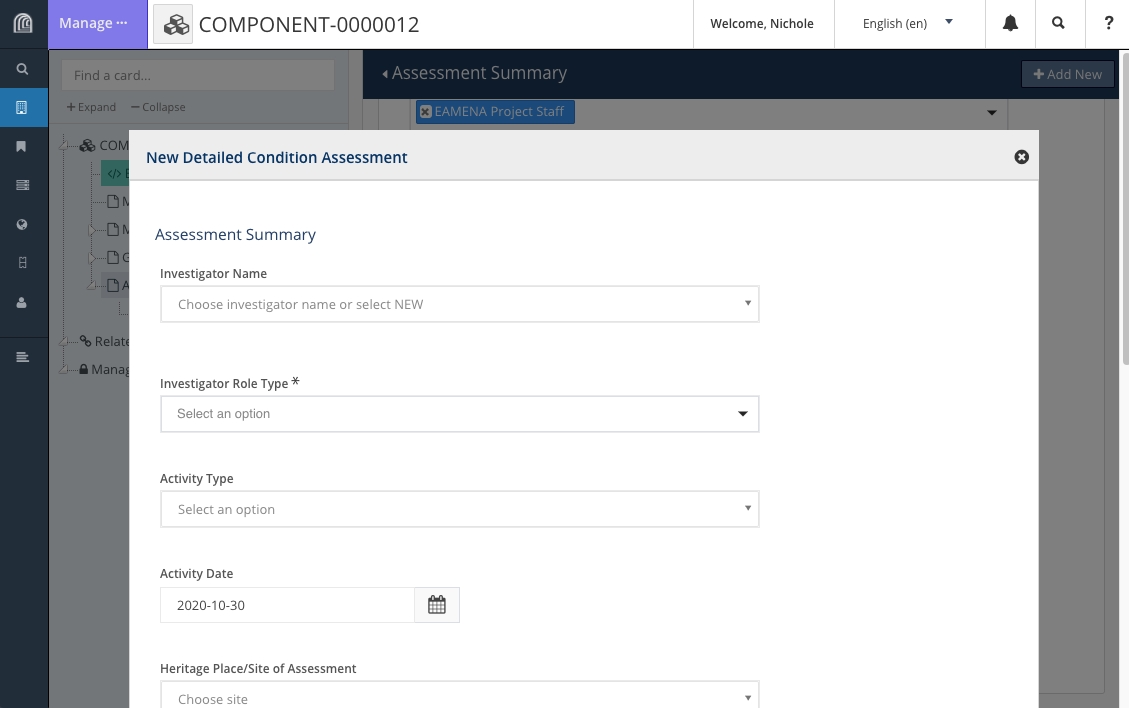 Manage ···
COMPONENT-0000012
Welcome, Nichole
English (en)
?
Find a card...
Assessment Summary
+ Add New
+ Expand
— Collapse
EAMENA Project Staff
COM
New Detailed Condition Assessment
</> E
Assessment Summary
M
Investigator Name
M
Choose investigator name or select NEW
G
A
Relate
Manag
Investigator Role Type *
Select an option
Activity Type
Select an option
Activity Date
2020-10-30
Heritage Place/Site of Assessment
Choose site